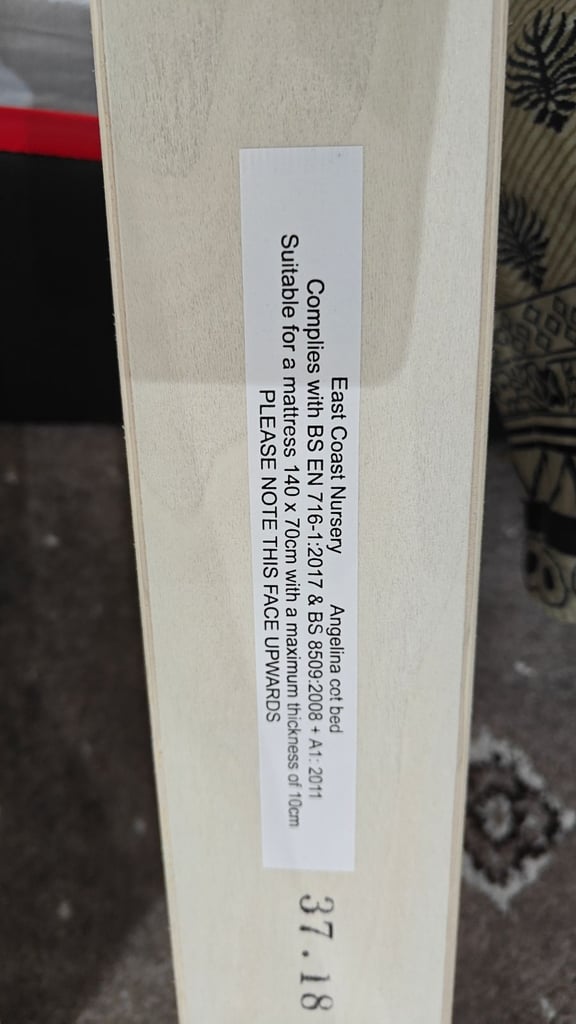 East Coast Nursery Angelina cot bed
Complies with BS EN 716-1:2017 & BS 8509:2008 + A1: 2011
Suitable for a mattress 140 x 70cm with a maximum thickness of 10cm
PLEASE NOTE THIS FACE UPWARDS
37.18